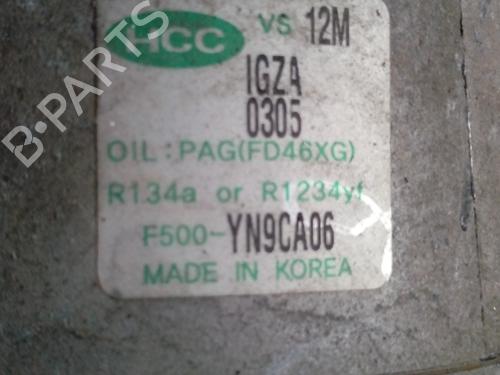 HCC VS 12M
IGZA
0305
OIL : PAG(FD46XG)
R134a or R1234yf
F500-YN9CA06
MADE IN KOREA
B-PARTS